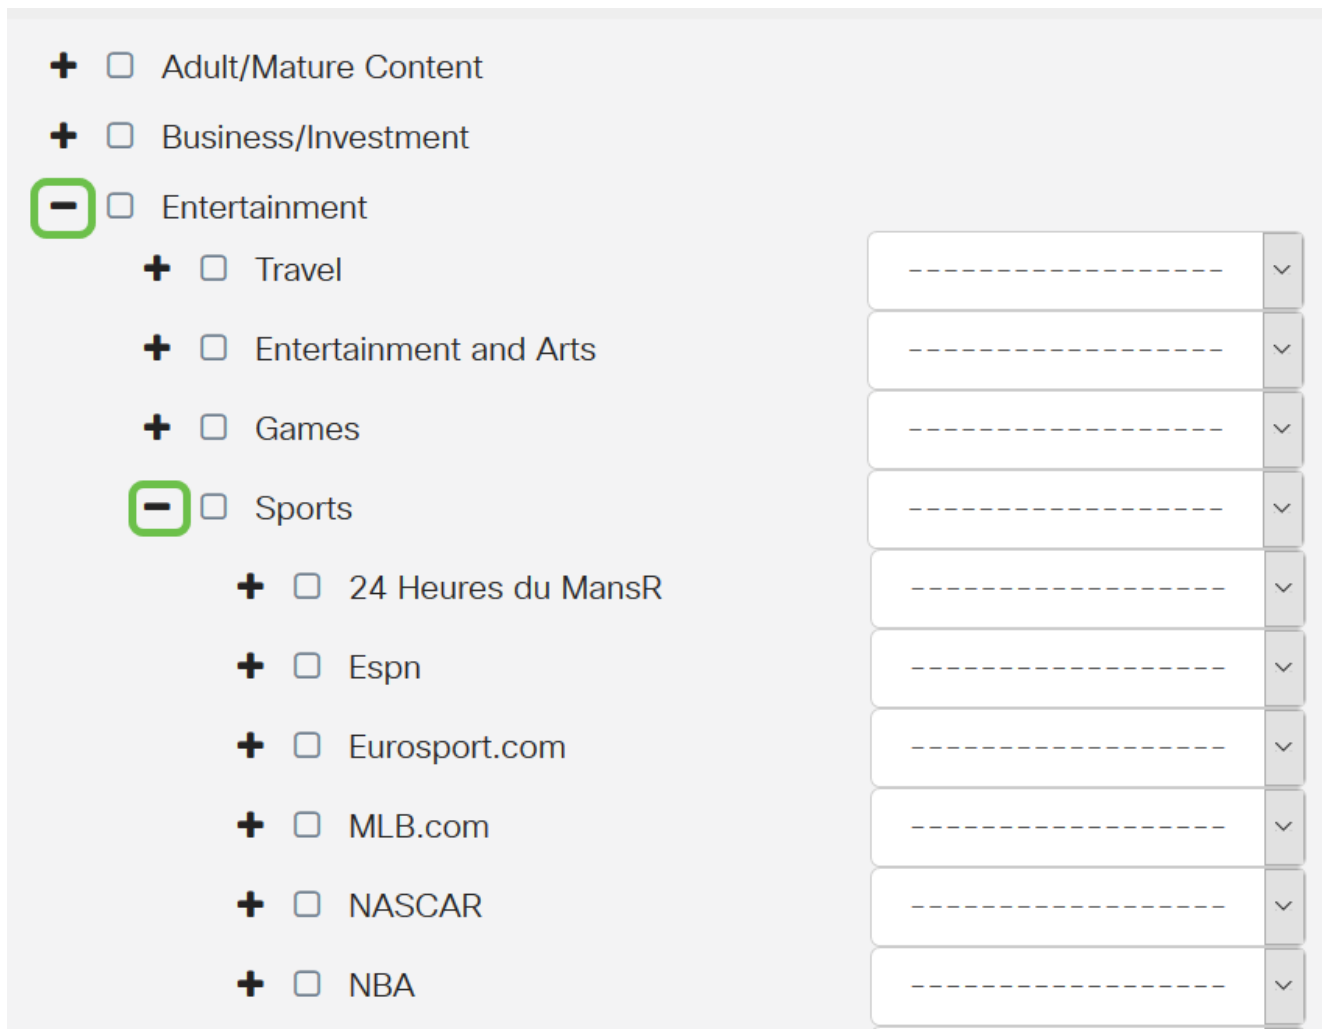 Adult/Mature Content
Business/Investment
Entertainment
Travel ------------------
Entertainment and Arts ------------------
Games ------------------
Sports ------------------
24 Heures du MansR ------------------
Espn ------------------
Eurosport.com ------------------
MLB.com ------------------
NASCAR ------------------
NBA ------------------